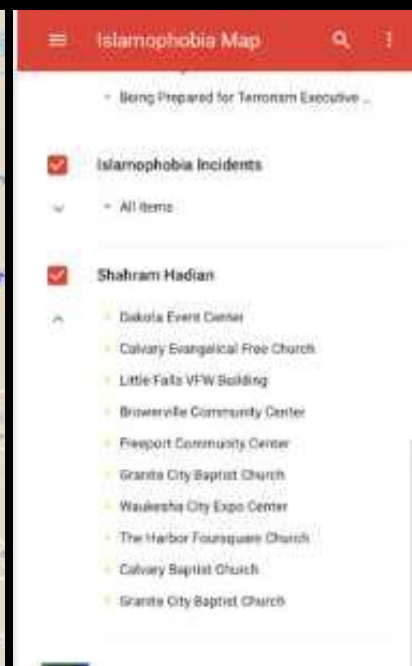 Islamophobia Map
Being Prepared for Terrorism Executive ...
Islamophobia Incidents
All items
Shahram Hadian
Dakota Event Center
Calvary Evangelical Free Church
Little Falls VFW Building
Browerville Community Center
Freeport Community Center
Granite City Baptist Church
Waukesha City Expo Center
The Harbor Foursquare Church
Calvary Baptist Church
Granite City Baptist Church